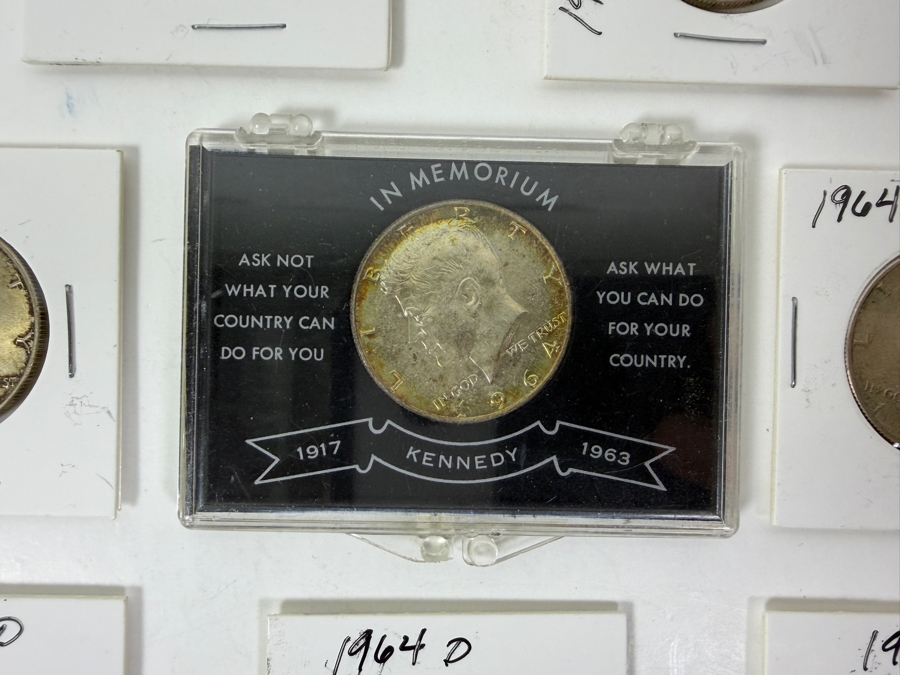 IN MEMORIUM
ASK NOT
WHAT YOUR
COUNTRY CAN
DO FOR YOU
LIBERTY
IN GOD WE TRUST
1964
ASK WHAT
YOU CAN DO
FOR YOUR
COUNTRY.
1917 KENNEDY 1963
1964
1964 D